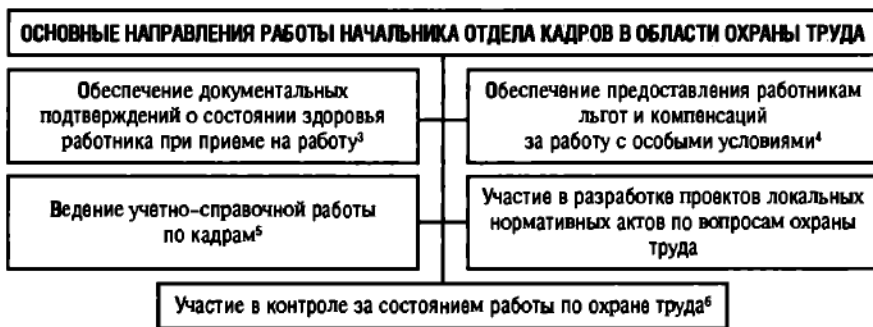 ОСНОВНЫЕ НАПРАВЛЕНИЯ РАБОТЫ НАЧАЛЬНИКА ОТДЕЛА КАДРОВ В ОБЛАСТИ ОХРАНЫ ТРУДА
Обеспечение документальных
подтверждений о состоянии здоровья
работника при приеме на работу³
Обеспечение предоставления работникам
льгот и компенсаций
за работу с особыми условиями⁴
Ведение учетно-справочной работы
по кадрам⁵
Участие в разработке проектов локальных
нормативных актов по вопросам охраны
труда
Участие в контроле за состоянием работы по охране труда⁶